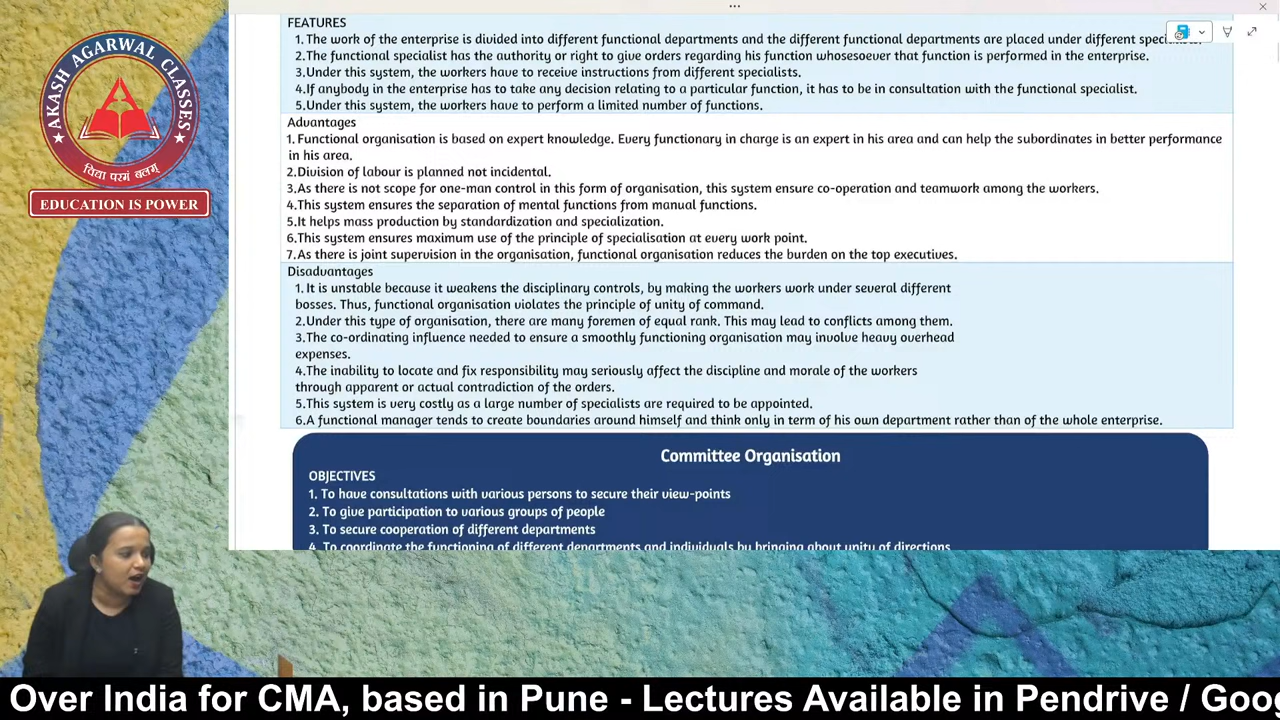 AKASH AGARWAL CLASSES
विद्या परमं बलम्
EDUCATION IS POWER
FEATURES
1. The work of the enterprise is divided into different functional departments and the different functional departments are placed under different
2.The functional specialist has the authority or right to give orders regarding his function whosesoever that function is performed in the enterprise.
3.Under this system, the workers have to receive instructions from different specialists.
4.If anybody in the enterprise has to take any decision relating to a particular function, it has to be in consultation with the functional specialist.
5.Under this system, the workers have to perform a limited number of functions.
Advantages
1.Functional organisation is based on expert knowledge. Every functionary in charge is an expert in his area and can help the subordinates in better performance
in his area.
2.Division of labour is planned not incidental.
3.As there is not scope for one-man control in this form of organisation, this system ensure co-operation and teamwork among the workers.
4.This system ensures the separation of mental functions from manual functions.
5.It helps mass production by standardization and specialization.
6.This system ensures maximum use of the principle of specialisation at every work point.
7.As there is joint supervision in the organisation, functional organisation reduces the burden on the top executives.
Disadvantages
1.It is unstable because it weakens the disciplinary controls, by making the workers work under several different
bosses. Thus, functional organisation violates the principle of unity of command.
2.Under this type of organisation, there are many foremen of equal rank. This may lead to conflicts among them.
3.The co-ordinating influence needed to ensure a smoothly functioning organisation may involve heavy overhead
expenses.
4.The inability to locate and fix responsibility may seriously affect the discipline and morale of the workers
through apparent or actual contradiction of the orders.
5.This system is very costly as a large number of specialists are required to be appointed.
6.A functional manager tends to create boundaries around himself and think only in term of his own department rather than of the whole enterprise.
Committee Organisation
OBJECTIVES
1. To have consultations with various persons to secure their view-points
2. To give participation to various groups of people
3. To secure cooperation of different departments
4. To coordinate the functioning of different departments and individuals by bringing about unity of directions
Over India for CMA, based in Pune - Lectures Available in Pendrive / Goog